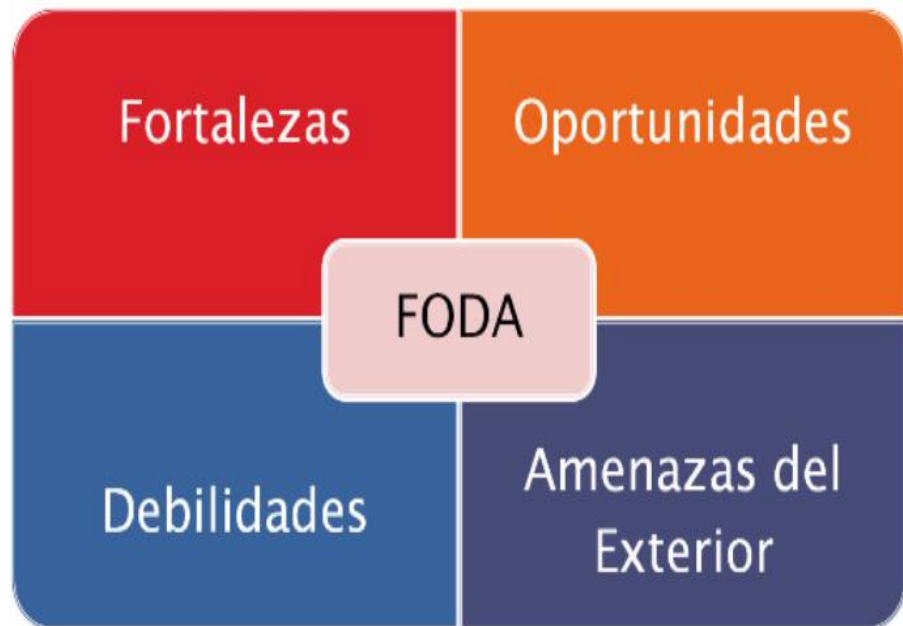 Fortalezas
Oportunidades
FODA
Debilidades
Amenazas del
Exterior